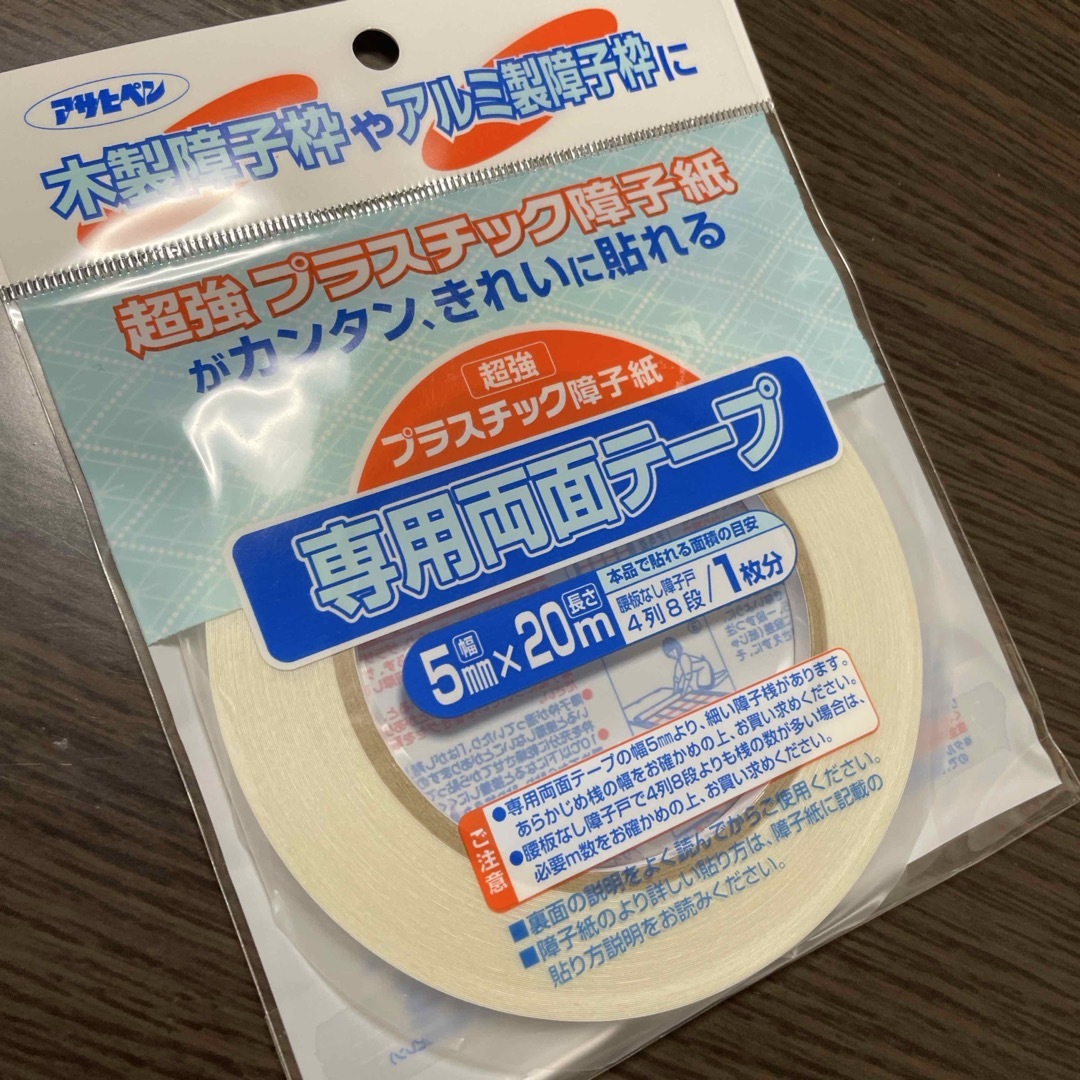 アサヒペン
木製障子枠やアルミ製障子枠に
超強プラスチック障子紙
がカンタン、きれいに貼れる
超強
プラスチック障子紙
専用両面テープ
幅 5mm×長さ 20m
本品で貼れる面積の目安
腰板なし障子戸
4列8段/1枚分
ご注意
●専用両面テープの幅5mmより、細い障子桟があります。
あらかじめ桟の幅をお確かめの上、お買い求めください。
●腰板なし障子戸で4列8段よりも桟の数が多い場合は、
必要m数をお確かめの上、お買い求めください。
■裏面の説明をよく読んでからご使用ください。
■障子紙のより詳しい貼り方は、障子紙に記載の
貼り方説明をお読みください。